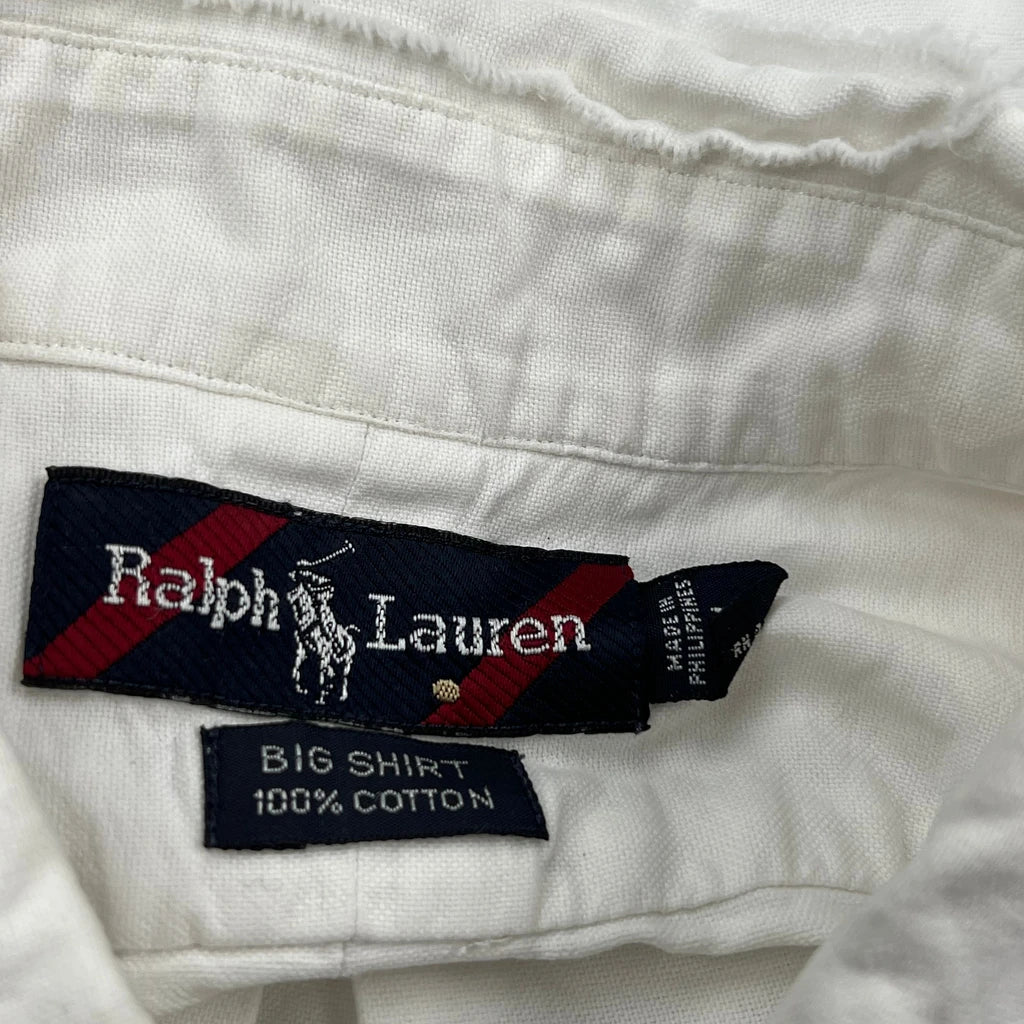 Ralph Lauren
MADE IN
PHILIPPINES
BIG SHIRT
100% COTTON